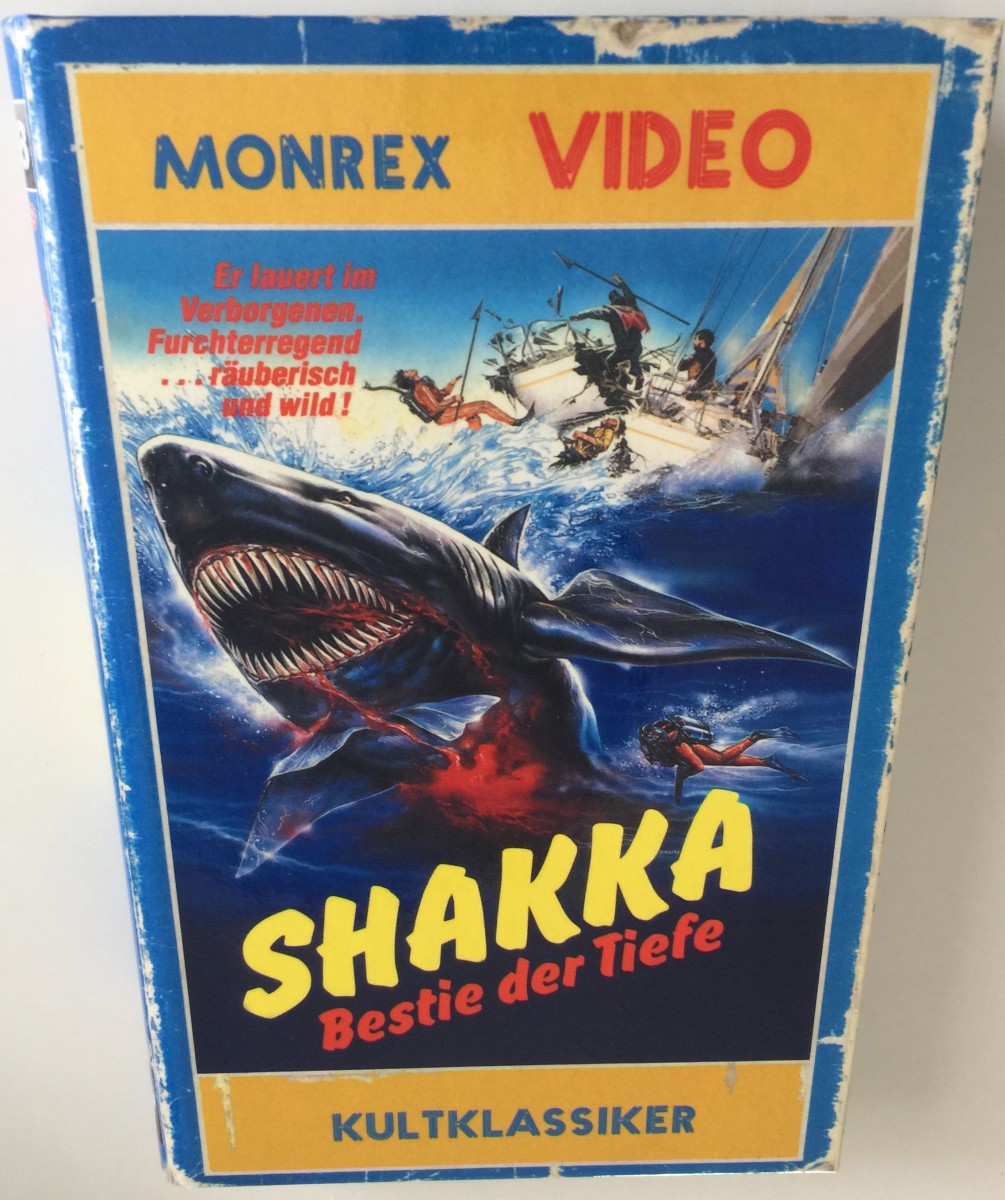 MONREX VIDEO
Er lauert im
Verborgenen.
Furchterregend
...räuberisch
und wild!
SHAKKA
Bestie der Tiefe
KULTKLASSIKER